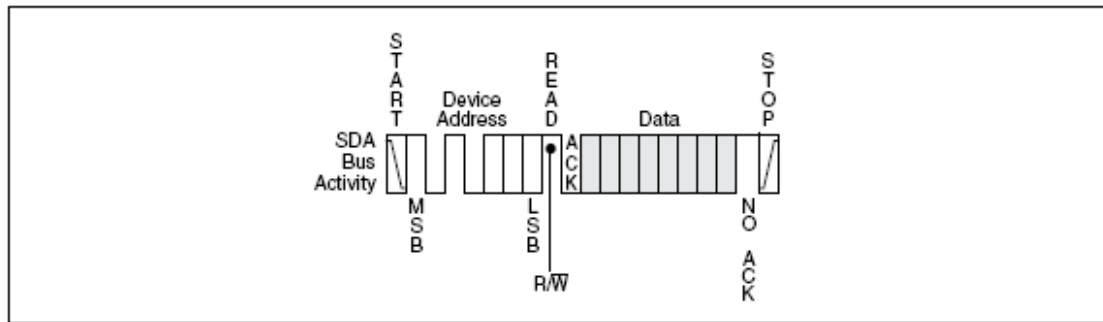 START
Device
Address
READ
Data
STOP
SDA
Bus
Activity
ACK
MSB
LSB
NO ACK
R/W̅